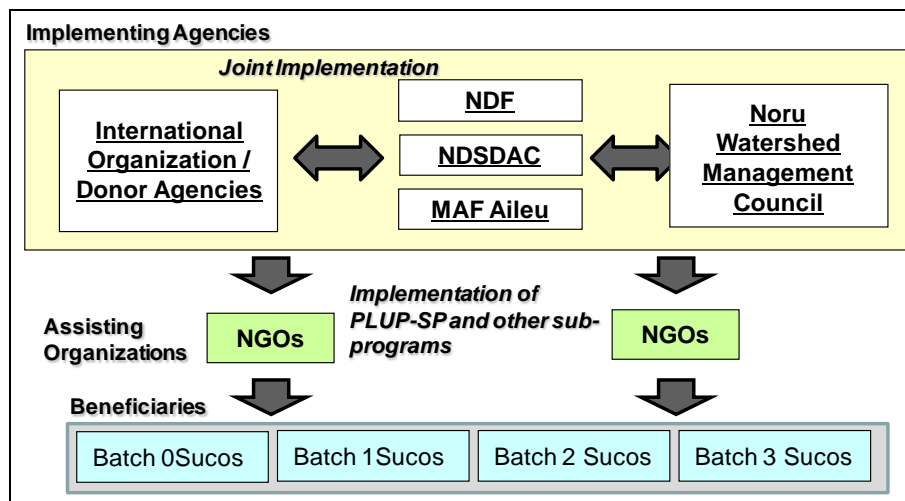 Implementing Agencies
Joint Implementation
International
Organization /
Donor Agencies
NDF
NDSDAC
MAF Aileu
Noru
Watershed
Management
Council
Implementation of
PLUP-SP and other sub-
programs
Assisting
Organizations
NGOs
NGOs
Beneficiaries
Batch 0Sucos
Batch 1Sucos
Batch 2 Sucos
Batch 3 Sucos